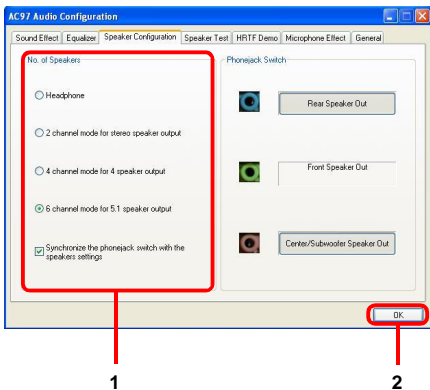 AC97 Audio Configuration
Sound Effect Equalizer Speaker Configuration Speaker Test HRTF Demo Microphone Effect General
No. of Speakers
Headphone
2 channel mode for stereo speaker output
4 channel mode for 4 speaker output
6 channel mode for 5.1 speaker output
Synchronize the phonejack switch with the
speakers settings
Phonejack Switch
Rear Speaker Out
Front Speaker Out
Center/Subwoofer Speaker Out
OK
1 2